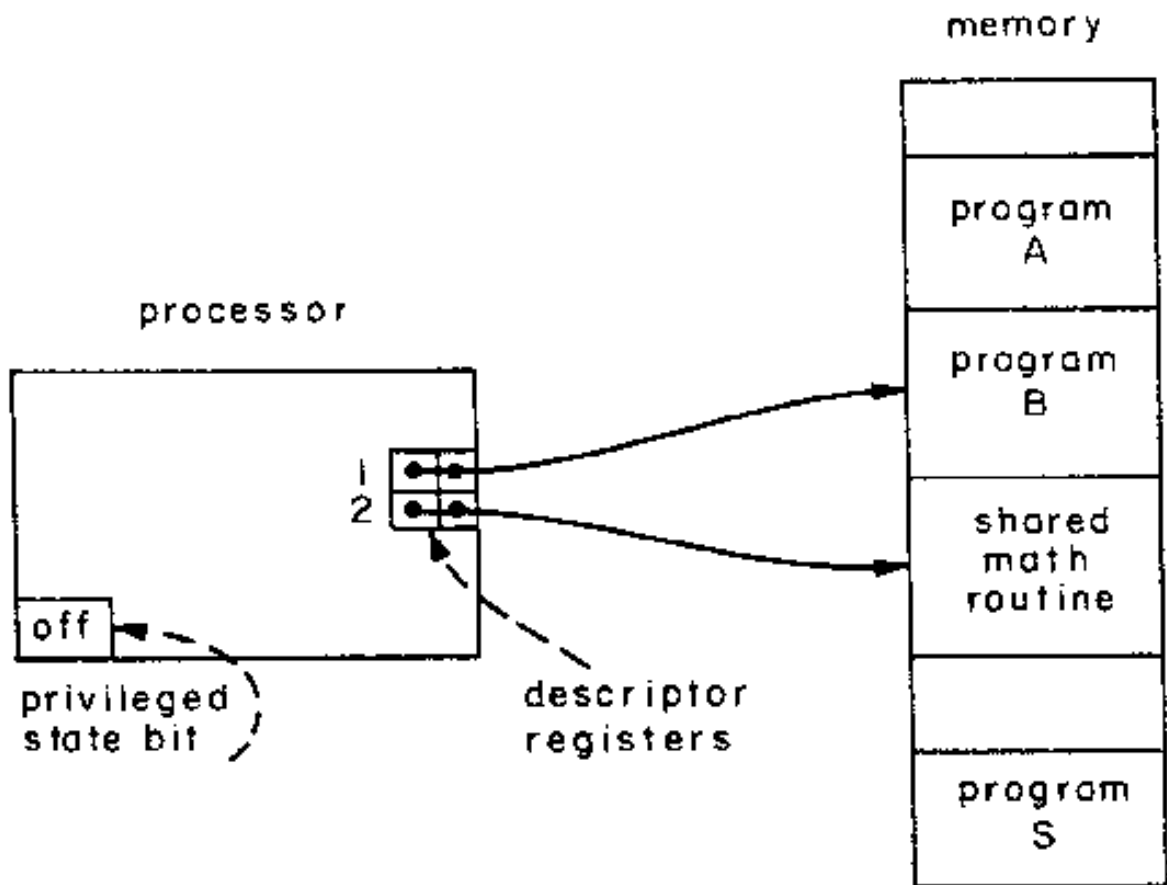 memory
program
A
processor
program
B
1
2
shared
math
routine
off
privileged
state bit
descriptor
registers
program
S